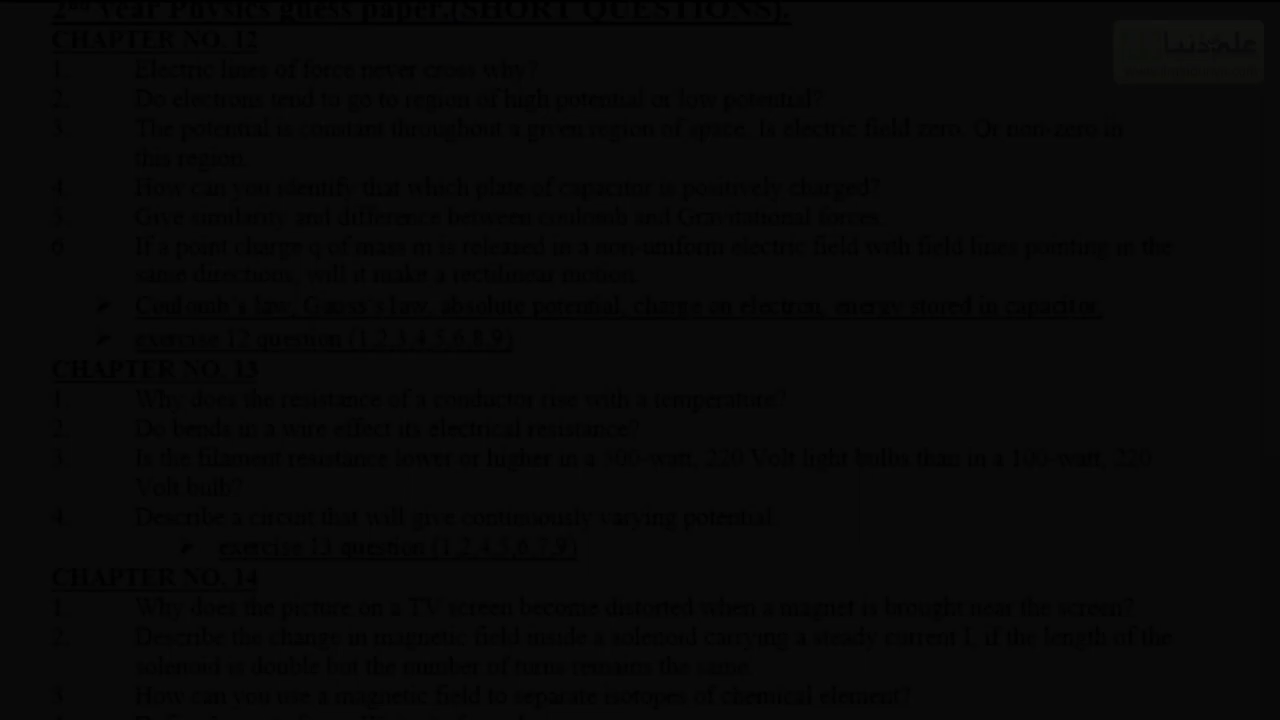 2nd Year Physics guess paper.(SHORT QUESTIONS).
CHAPTER NO. 12
1. Electric lines of force never cross why?
2. Do electrons tend to go to region of high potential or low potential?
3. The potential is constant throughout a given region of space. Is electric field zero. Or non-zero in
this region.
4. How can you identify that which plate of capacitor is positively charged?
5. Give similarity and difference between coulomb and Gravitational forces.
6 If a point charge q of mass m is released in a non-uniform electric field with field lines pointing in the
same directions, will it make a rectilinear motion.
➤ Coulomb's law, Gauss's law, absolute potential, charge on electron, energy stored in capacitor,
➤ exercise 12 question (1,2,3,4,5,6,8,9)
CHAPTER NO. 13
1. Why does the resistance of a conductor rise with a temperature?
2. Do bends in a wire effect its electrical resistance?
3. Is the filament resistance lower or higher in a 500-watt, 220 Volt light bulbs than in a 100-watt, 220
Volt bulb?
4. Describe a circuit that will give continuously varying potential.
➤ exercise 13 question (1,2,4,5,6,7,9)
CHAPTER NO. 14
1. Why does the picture on a TV screen become distorted when a magnet is brought near the screen?
2. Describe the change in magnetic field inside a solenoid carrying a steady current I, if the length of the
solenoid is double but the number of turns remains the same.
3 How can you use a magnetic field to separate isotopes of chemical element?